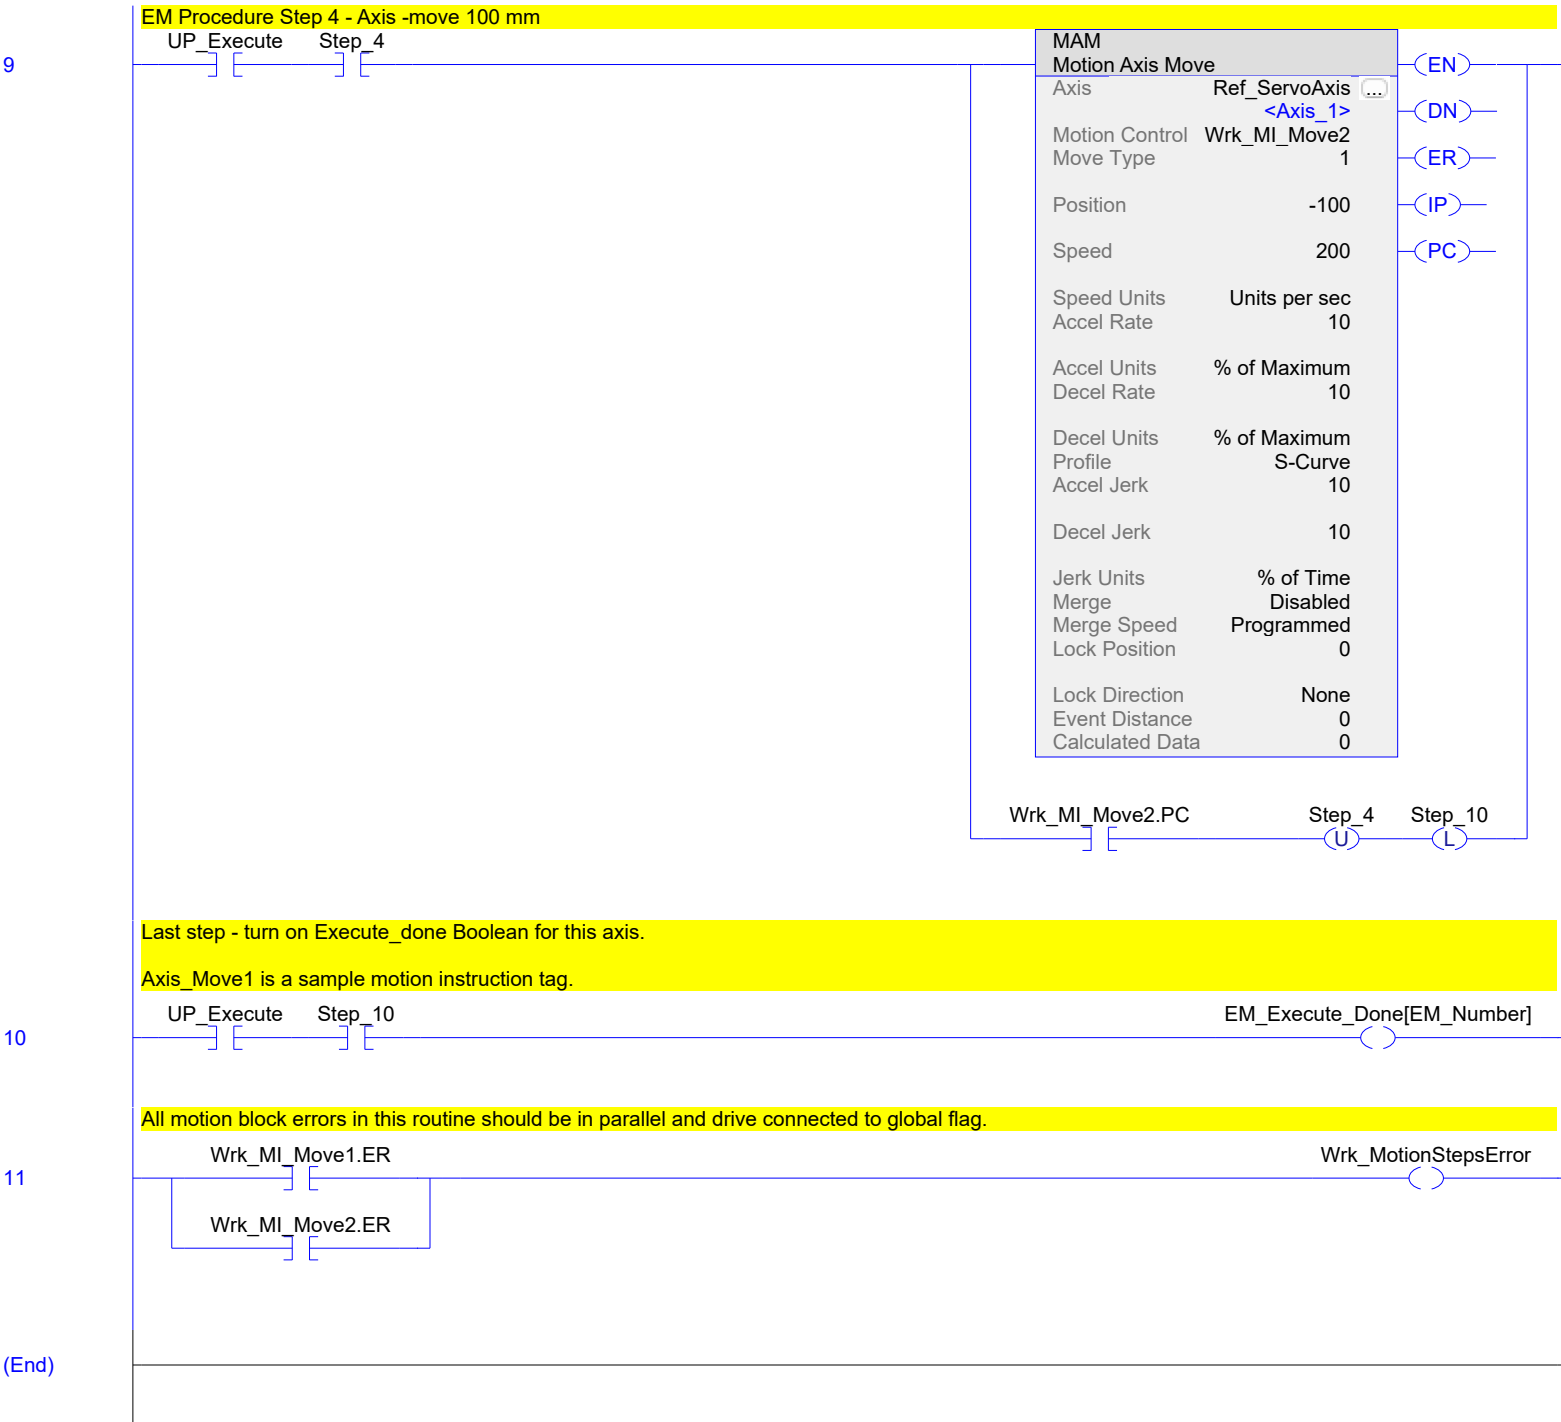 EM Procedure Step 4 - Axis -move 100 mm
UP_Execute Step_4
9
MAM
Motion Axis Move
(EN)
Axis Ref_ServoAxis ...
<Axis_1>
(DN)
Motion Control Wrk_MI_Move2
Move Type 1
(ER)
Position -100
(IP)
Speed 200
(PC)
Speed Units Units per sec
Accel Rate 10
Accel Units % of Maximum
Decel Rate 10
Decel Units % of Maximum
Profile S-Curve
Accel Jerk 10
Decel Jerk 10
Jerk Units % of Time
Merge Disabled
Merge Speed Programmed
Lock Position 0
Lock Direction None
Event Distance 0
Calculated Data 0
Wrk_MI_Move2.PC Step_4 Step_10
(U) (L)
Last step - turn on Execute_done Boolean for this axis.
Axis_Move1 is a sample motion instruction tag.
UP_Execute Step_10 EM_Execute_Done[EM_Number]
10
All motion block errors in this routine should be in parallel and drive connected to global flag.
Wrk_MI_Move1.ER Wrk_MotionStepsError
11
Wrk_MI_Move2.ER
(End)